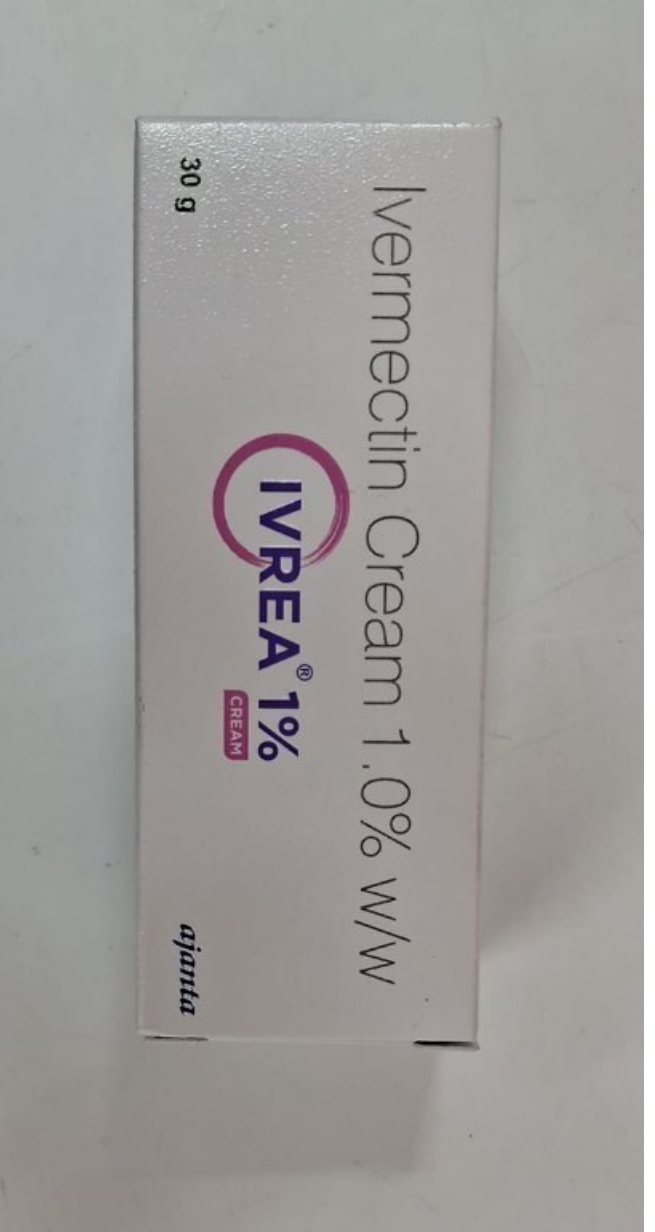 Ivermectin Cream 1.0% w/w
IVREA® 1%
CREAM
30 g
ajanta